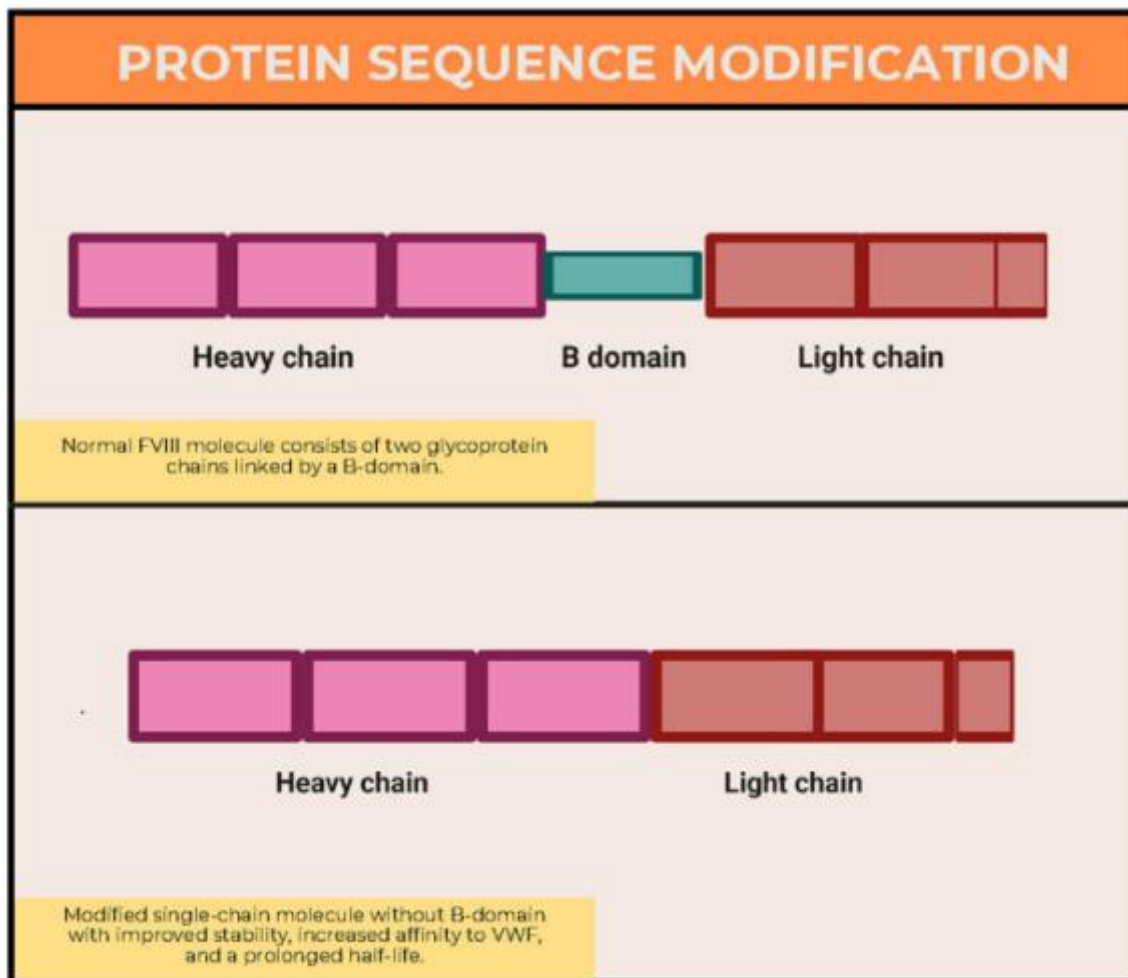 PROTEIN SEQUENCE MODIFICATION
Heavy chain
B domain
Light chain
Normal FVIII molecule consists of two glycoprotein
chains linked by a B-domain.
Heavy chain
Light chain
Modified single-chain molecule without B-domain
with improved stability, increased affinity to VWF,
and a prolonged half-life.